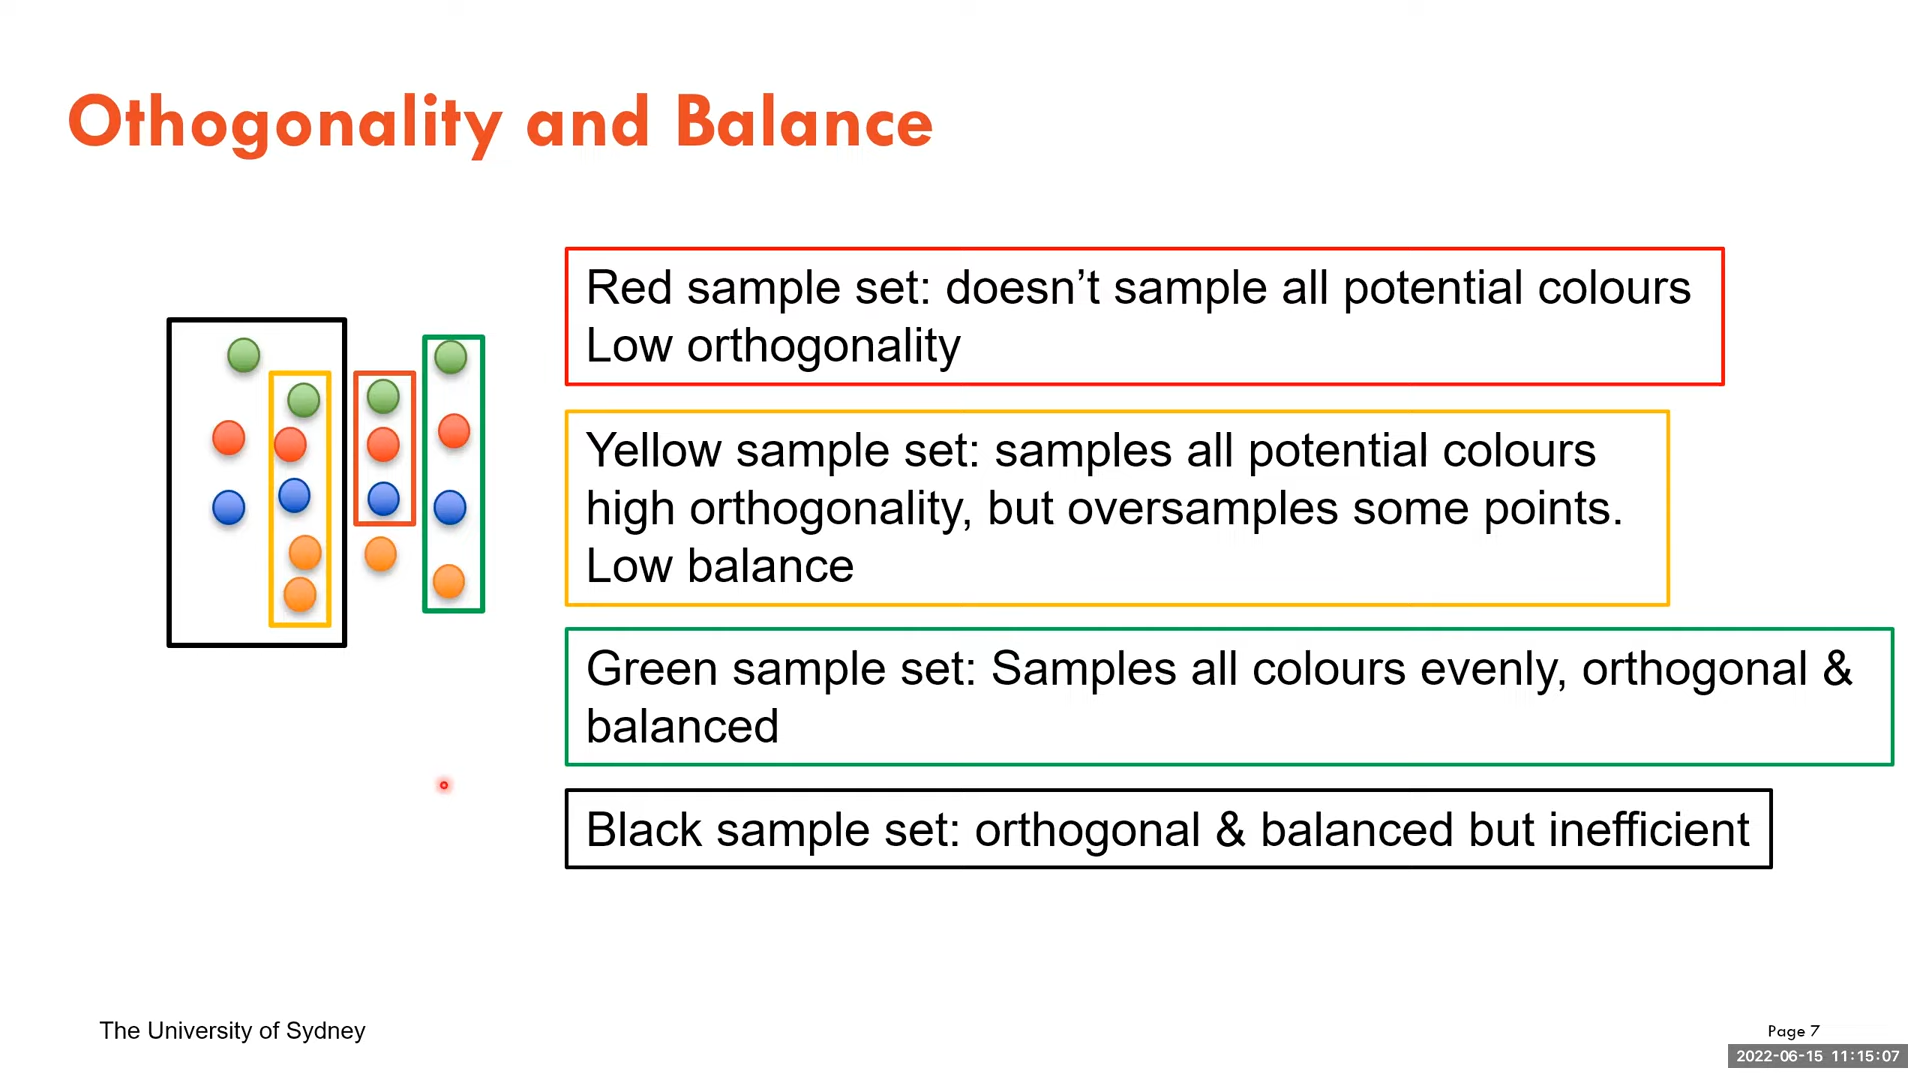 Othogonality and Balance
Red sample set: doesn’t sample all potential colours
Low orthogonality
Yellow sample set: samples all potential colours
high orthogonality, but oversamples some points.
Low balance
Green sample set: Samples all colours evenly, orthogonal &
balanced
Black sample set: orthogonal & balanced but inefficient
The University of Sydney
Page 7
2022-06-15 11:15:07